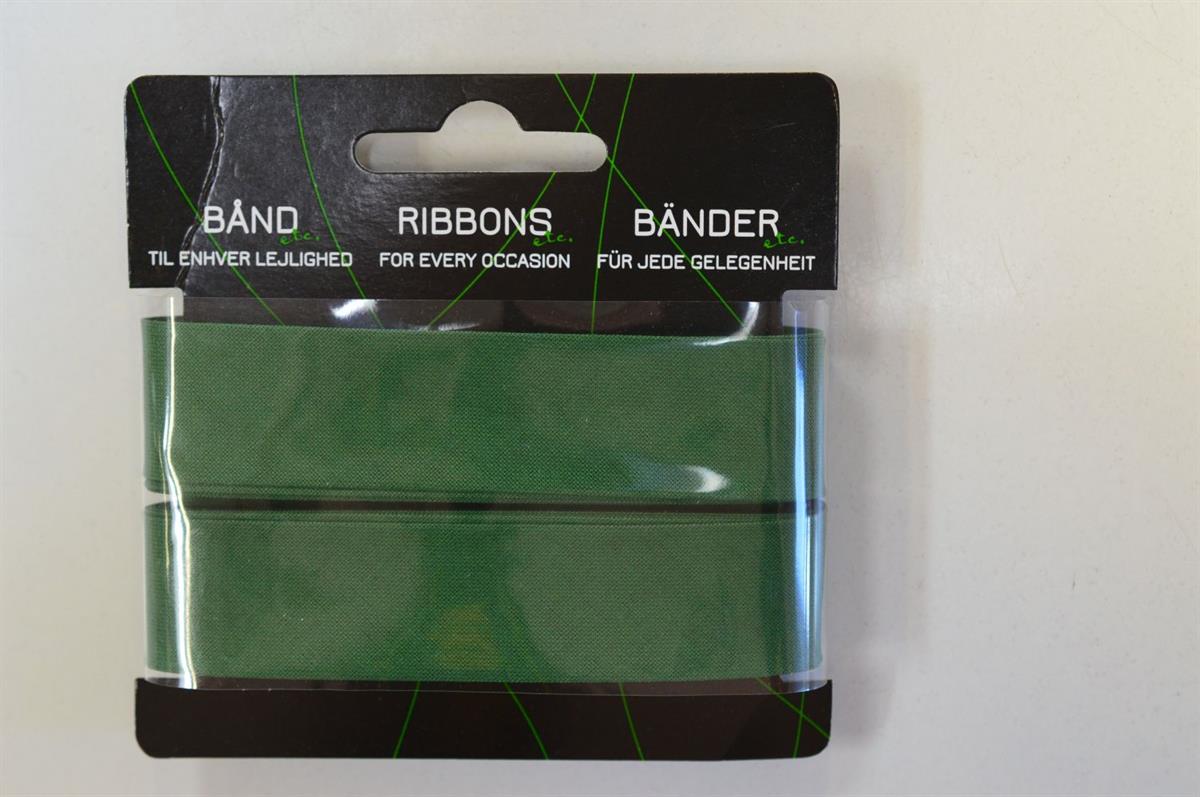 BÅND etc.
TIL ENHVER LEJLIGHED
RIBBONS etc.
FOR EVERY OCCASION
BÄNDER etc.
FÜR JEDE GELEGENHEIT